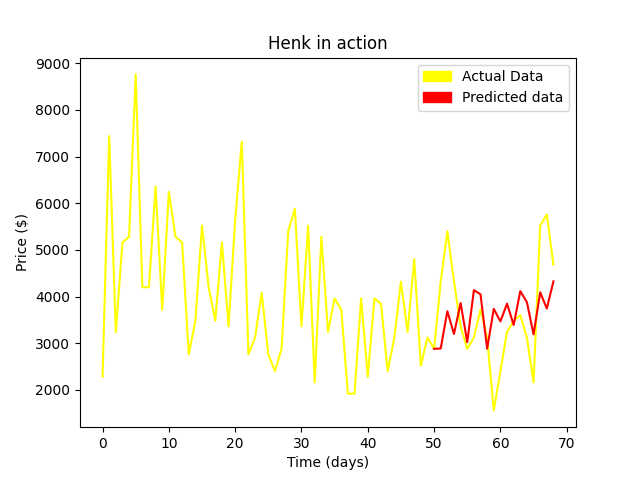 Henk in action
Actual Data
Predicted data
Price ($)
9000
8000
7000
6000
5000
4000
3000
2000
0 10 20 30 40 50 60 70
Time (days)